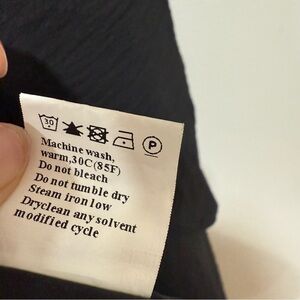 30 P
Machine wash,
warm,30C(85F)
Do not bleach
Do not tumble dry
Steam iron low
Dryclean any solvent
modified cycle